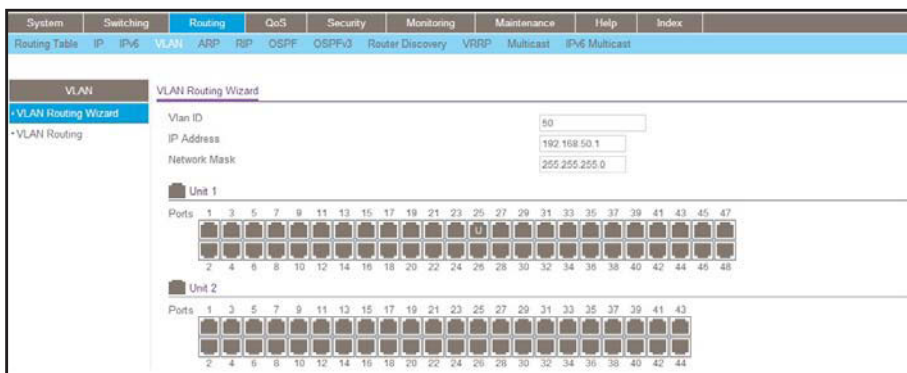 System Switching Routing QoS Security Monitoring Maintenance Help Index
Routing Table IP IPv6 VLAN ARP RIP OSPF OSPFv3 Router Discovery VRRP Multicast IPv6 Multicast
VLAN
VLAN Routing Wizard
VLAN Routing
VLAN Routing Wizard
Vlan ID 50
IP Address 192.168.50.1
Network Mask 255.255.255.0
Unit 1
Ports 1 3 5 7 9 11 13 15 17 19 21 23 25 27 29 31 33 35 37 39 41 43 45 47
U
2 4 6 8 10 12 14 16 18 20 22 24 26 28 30 32 34 36 38 40 42 44 46 48
Unit 2
Ports 1 3 5 7 9 11 13 15 17 19 21 23 25 27 29 31 33 35 37 39 41 43
2 4 6 8 10 12 14 16 18 20 22 24 26 28 30 32 34 36 38 40 42 44